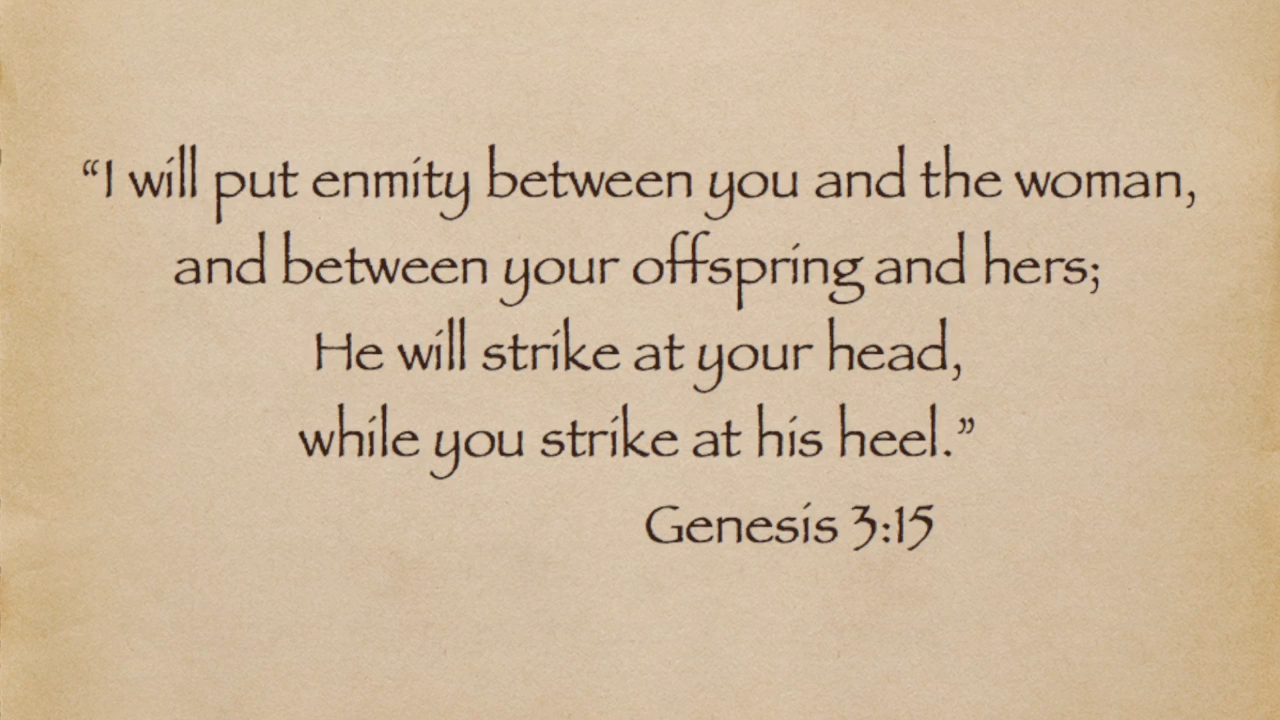 “I will put enmity between you and the woman,
and between your offspring and hers;
He will strike at your head,
while you strike at his heel.”
Genesis 3:15